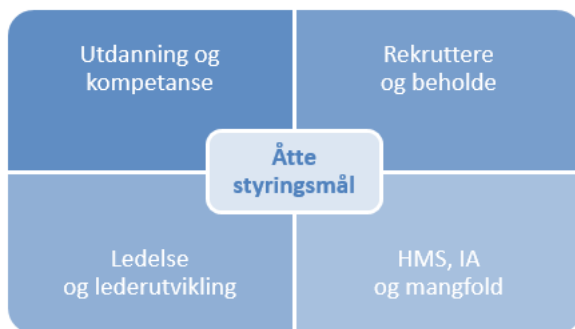 Utdanning og
kompetanse
Rekruttere
og beholde
Åtte
styringsmål
Ledelse
og lederutvikling
HMS, IA
og mangfold